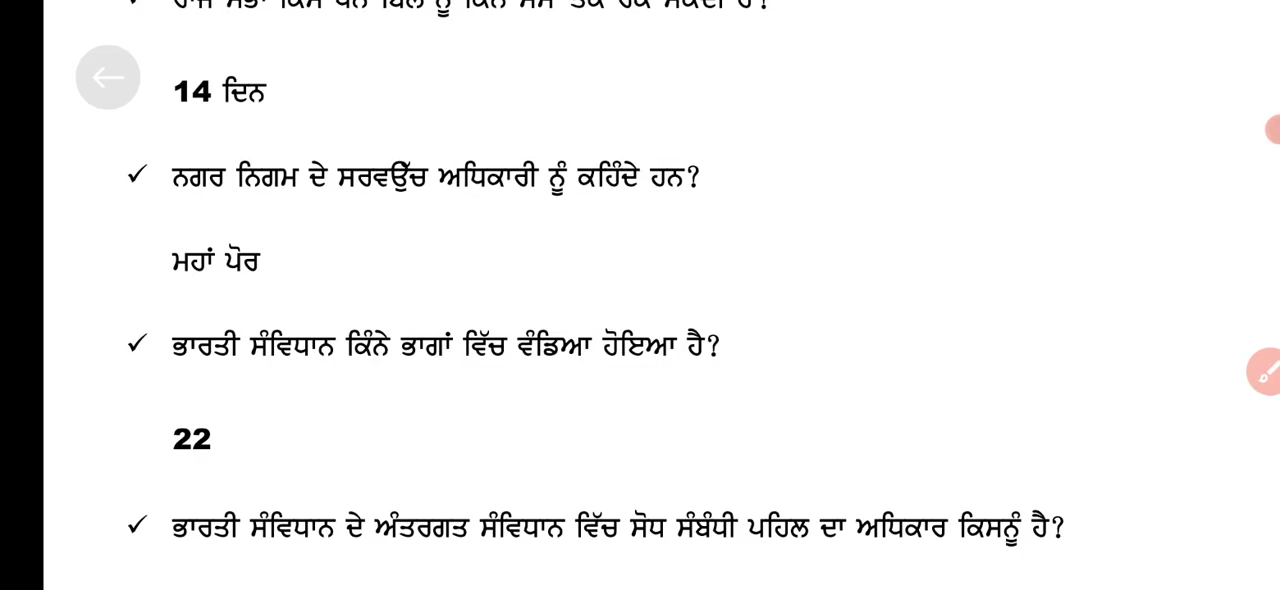 14 ਦਿਨ
✓ ਨਗਰ ਨਿਗਮ ਦੇ ਸਰਵਉੱਚ ਅਧਿਕਾਰੀ ਨੂੰ ਕਹਿੰਦੇ ਹਨ?
ਮਹਾਂ ਪੋਰ
✓ ਭਾਰਤੀ ਸੰਵਿਧਾਨ ਕਿੰਨੇ ਭਾਗਾਂ ਵਿੱਚ ਵੰਡਿਆ ਹੋਇਆ ਹੈ?
22
✓ ਭਾਰਤੀ ਸੰਵਿਧਾਨ ਦੇ ਅੰਤਰਗਤ ਸੰਵਿਧਾਨ ਵਿੱਚ ਸੋਧ ਸੰਬੰਧੀ ਪਹਿਲ ਦਾ ਅਧਿਕਾਰ ਕਿਸਨੂੰ ਹੈ?